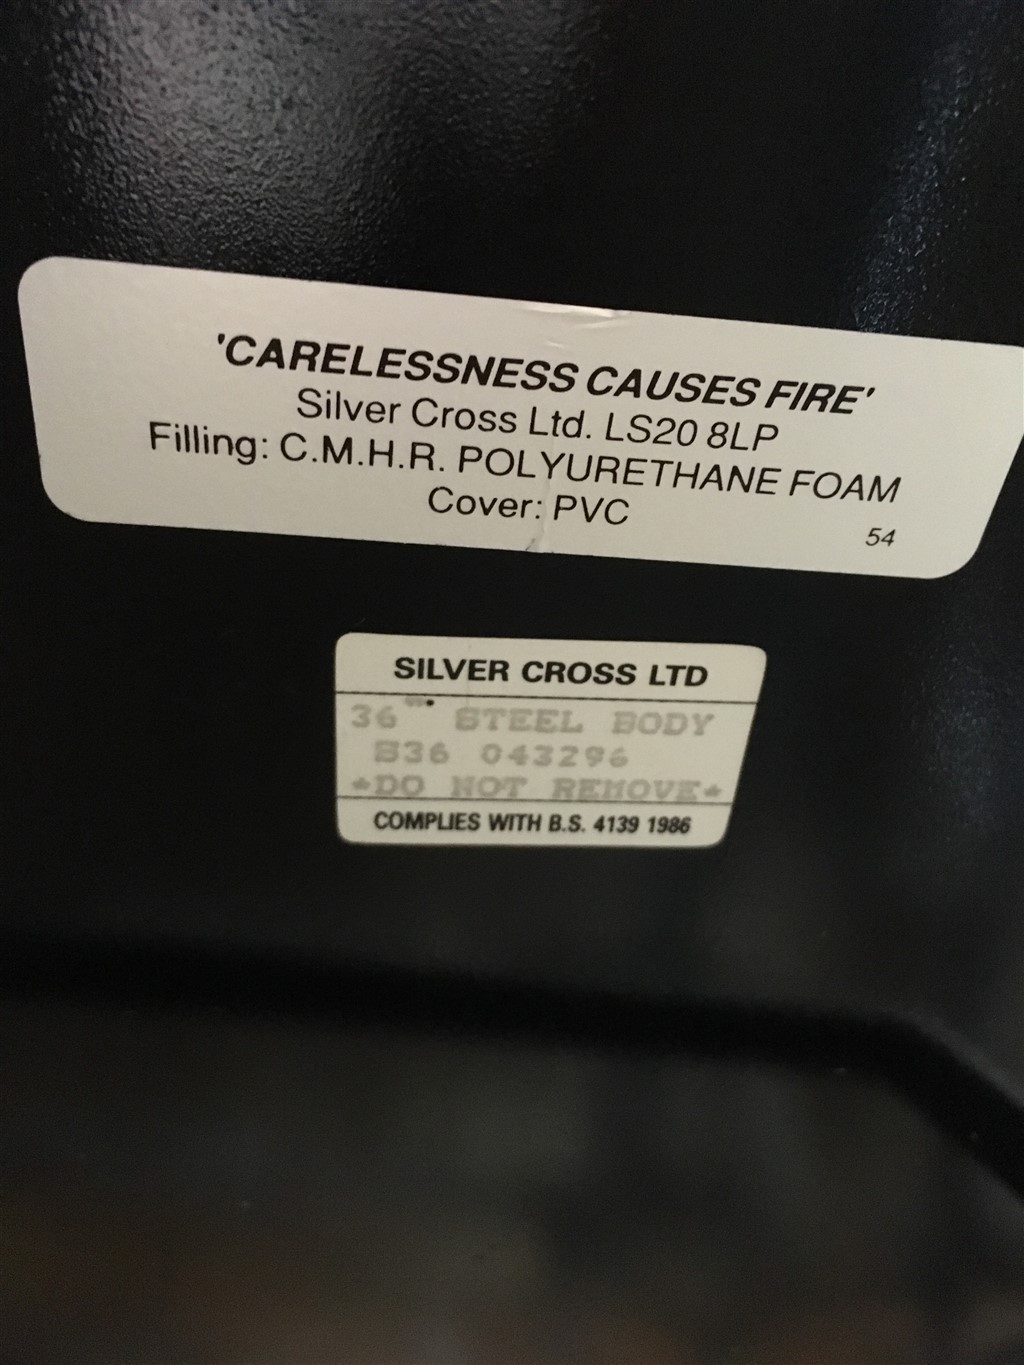 'CARELESSNESS CAUSES FIRE'
Silver Cross Ltd. LS20 8LP
Filling: C.M.H.R. POLYURETHANE FOAM
Cover: PVC
54
SILVER CROSS LTD
36" STEEL BODY
S36 043296
*DO NOT REMOVE*
COMPLIES WITH B.S. 4139 1986